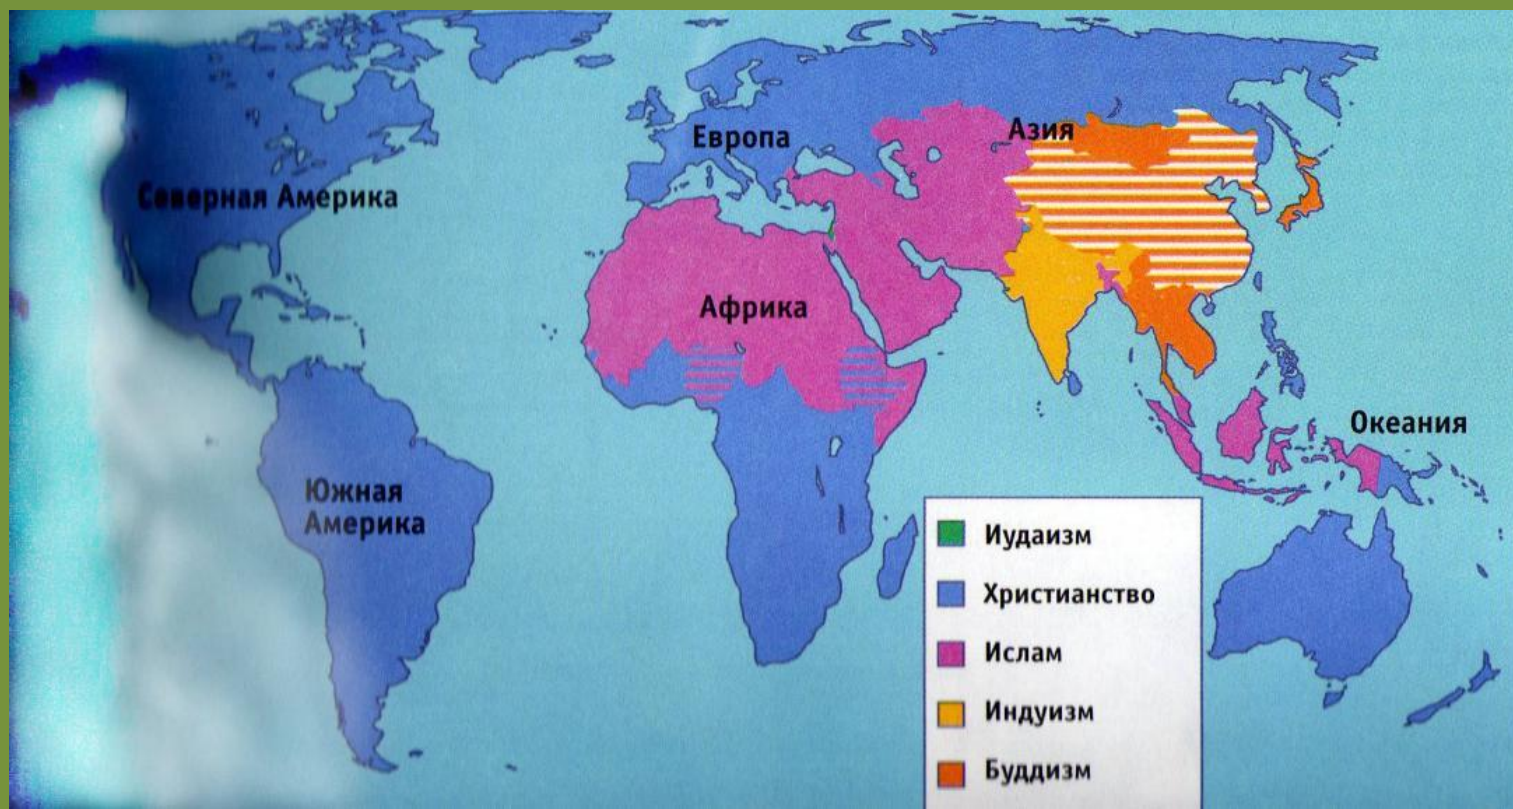 Европа
Азия
Северная Америка
Африка
Океания
Южная
Америка
Иудаизм
Христианство
Ислам
Индуизм
Буддизм